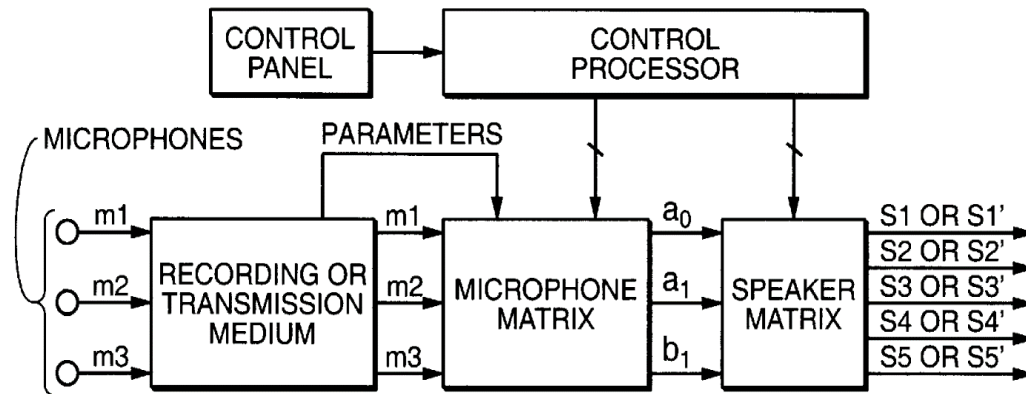 CONTROL
PANEL
CONTROL
PROCESSOR
MICROPHONES
PARAMETERS
m1
m2
m3
RECORDING OR
TRANSMISSION
MEDIUM
m1
m2
m3
MICROPHONE
MATRIX
a0
a1
b1
SPEAKER
MATRIX
S1 OR S1'
S2 OR S2'
S3 OR S3'
S4 OR S4'
S5 OR S5'